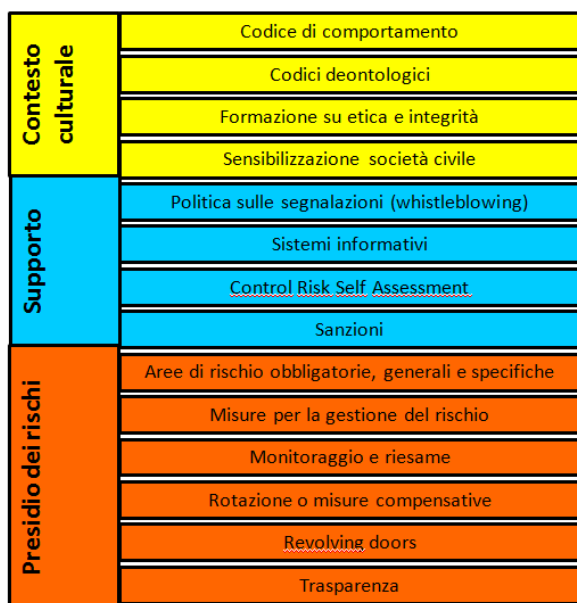 Contesto
culturale
Codice di comportamento
Codici deontologici
Formazione su etica e integrità
Sensibilizzazione società civile
Supporto
Politica sulle segnalazioni (whistleblowing)
Sistemi informativi
Control Risk Self Assessment
Sanzioni
Presidio dei rischi
Aree di rischio obbligatorie, generali e specifiche
Misure per la gestione del rischio
Monitoraggio e riesame
Rotazione o misure compensative
Revolving doors
Trasparenza